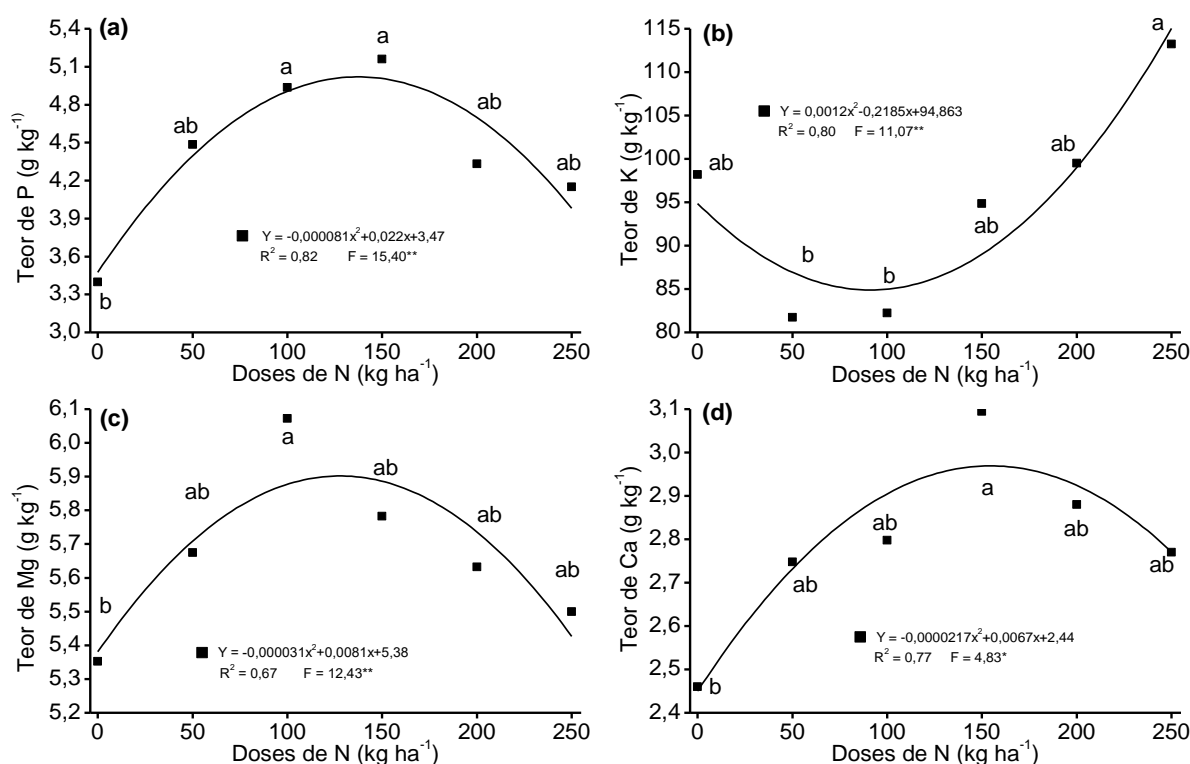 (a)
5,4
5,1
4,8
4,5
4,2
3,9
3,6
3,3
3,0
Teor de P (g kg⁻¹)
b
ab
a
a
ab
ab
Y = -0,000081x²+0,022x+3,47
R² = 0,82 F = 15,40**
0 50 100 150 200 250
Doses de N (kg ha⁻¹)
(b)
115
110
105
100
95
90
85
80
Teor de K (g kg⁻¹)
ab
b
b
ab
ab
a
Y = 0,0012x²-0,2185x+94,863
R² = 0,80 F = 11,07**
0 50 100 150 200 250
Doses de N (kg ha⁻¹)
(c)
6,1
6,0
5,9
5,8
5,7
5,6
5,5
5,4
5,3
5,2
Teor de Mg (g kg⁻¹)
b
ab
a
ab
ab
ab
Y = -0,000031x²+0,0081x+5,38
R² = 0,67 F = 12,43**
0 50 100 150 200 250
Doses de N (kg ha⁻¹)
(d)
3,1
3,0
2,9
2,8
2,7
2,6
2,5
2,4
Teor de Ca (g kg⁻¹)
b
ab
ab
a
ab
ab
Y = -0,0000217x²+0,0067x+2,44
R² = 0,77 F = 4,83*
0 50 100 150 200 250
Doses de N (kg ha⁻¹)